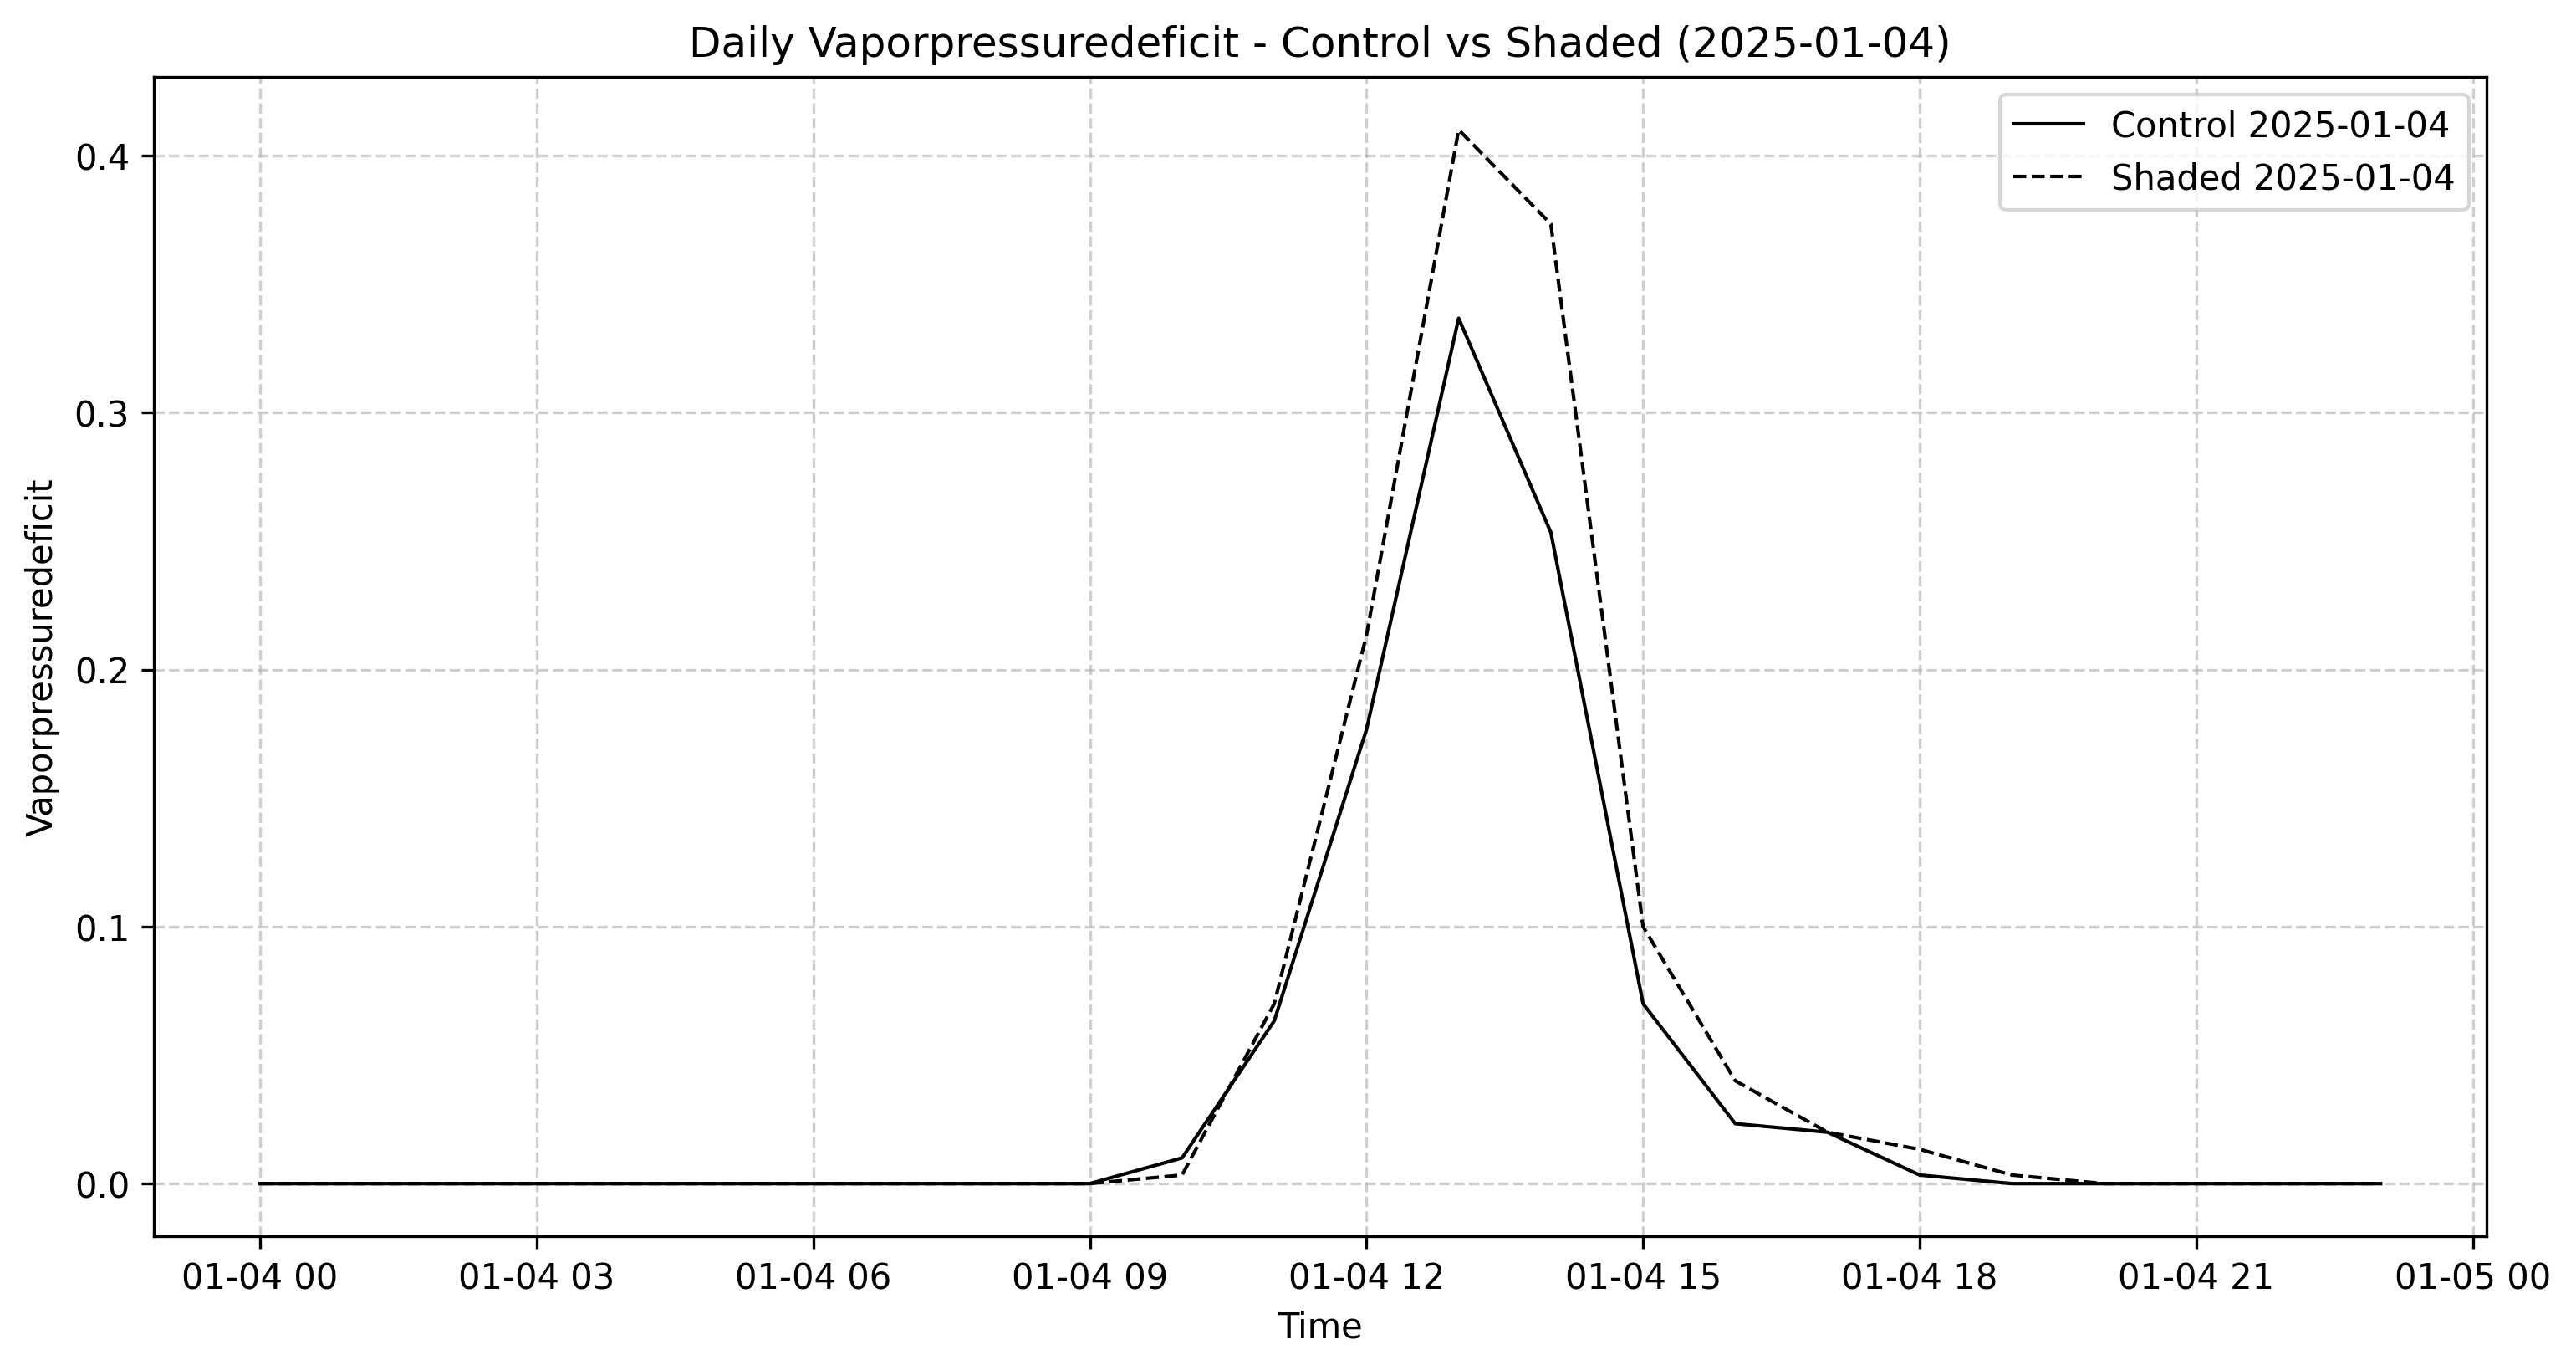 Daily Vaporpressuredeficit - Control vs Shaded (2025-01-04)
Control 2025-01-04
Shaded 2025-01-04
Vaporpressuredeficit
0.4
0.3
0.2
0.1
0.0
01-04 00
01-04 03
01-04 06
01-04 09
01-04 12
01-04 15
01-04 18
01-04 21
01-05 00
Time